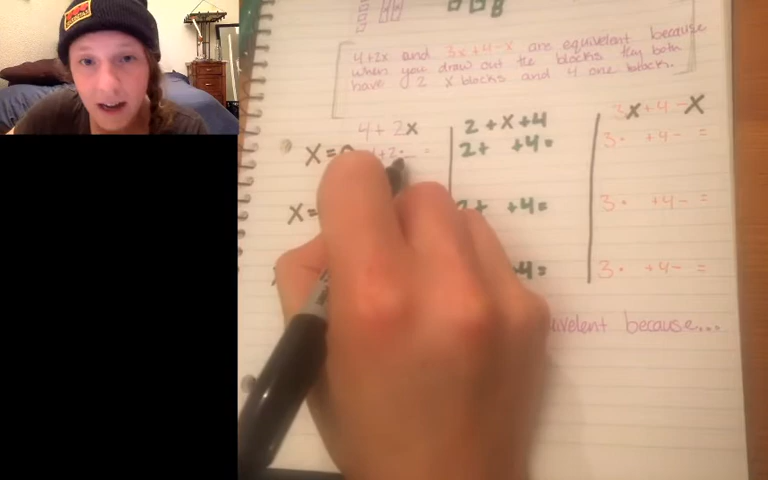 4+2x and 3x+4-x are equivalent because
when you draw out the blocks they both
have 2 x blocks and 4 one block.
4+2x 2+x+4 3x+4-x
X=0 4+2·_= 2+ +4= 3· +4- =
X= 2+ +4= 3· +4- =
4= 3· +4- =
because...